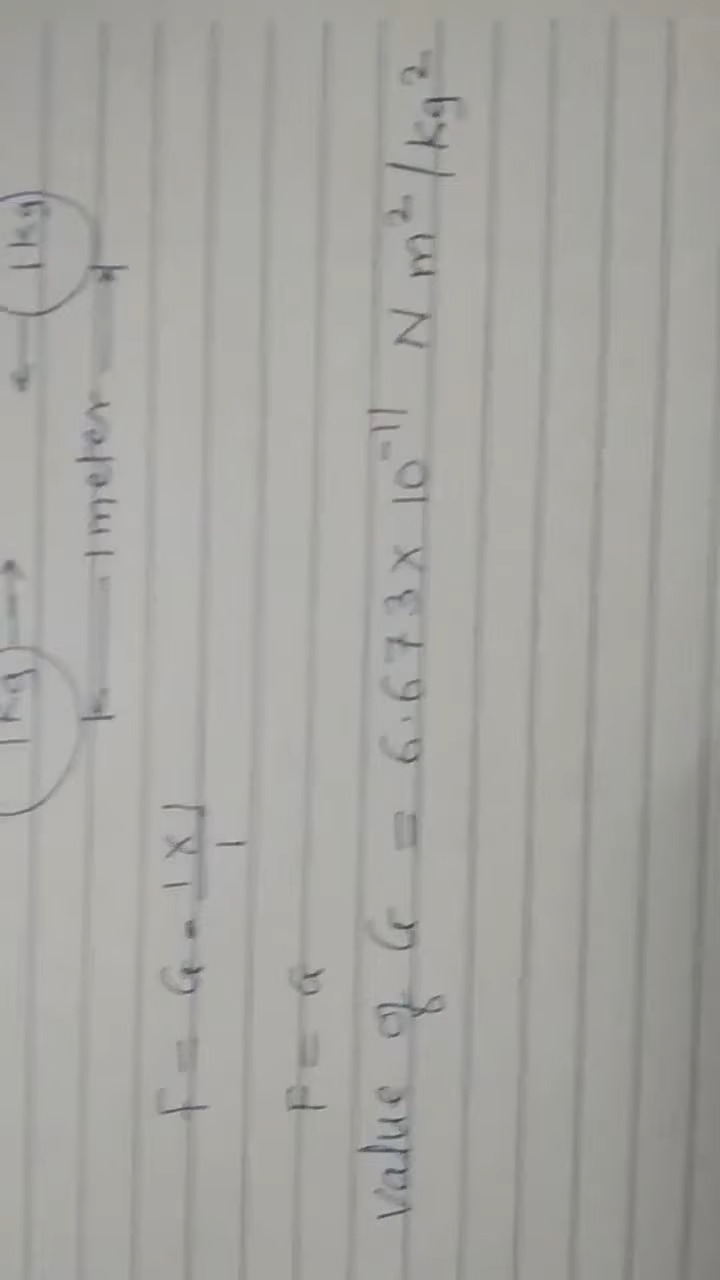 1kg 1kg
1 meter
F = G · 1 x 1
1
F = G
Value of G = 6.673 x 10⁻¹¹ N m²/kg²